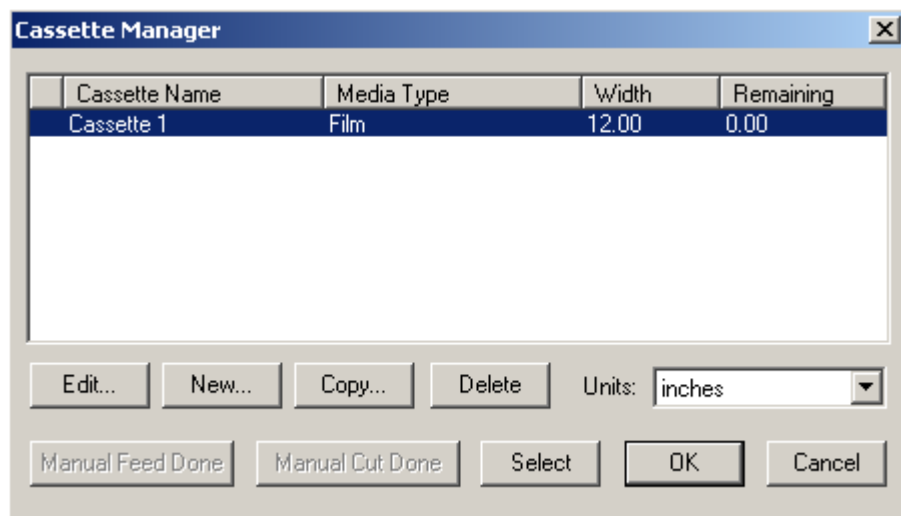 Cassette Manager
Cassette Name Media Type Width Remaining
Cassette 1 Film 12.00 0.00
Edit... New... Copy... Delete Units: inches
Manual Feed Done Manual Cut Done Select OK Cancel